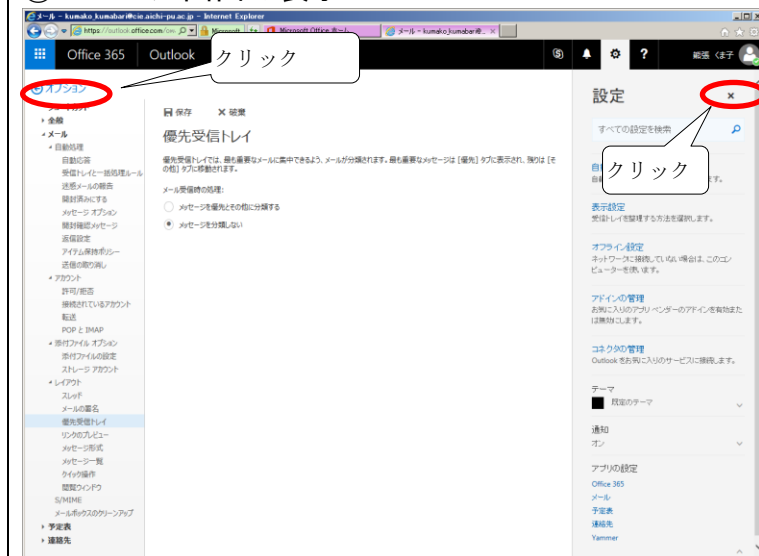 メール - kumako_kumabari@cie.aichi-pu.ac.jp - Internet Explorer
https://outlook.office
メール - kumako_kumabari@...
Office 365
Outlook
クリック
熊張 くま子
オプション
全般
メール
自動処理
自動応答
受信トレイと一括処理ルール
迷惑メールの報告
開封済みにする
メッセージ オプション
開封確認メッセージ
返信設定
アイテム保持ポリシー
送信の取り消し
アカウント
許可/拒否
接続されているアカウント
転送
POP と IMAP
添付ファイル オプション
添付ファイルの設定
ストレージ アカウント
レイアウト
スレッド
メールの署名
優先受信トレイ
リンクのプレビュー
メッセージ形式
メッセージ一覧
クイック操作
閲覧ウィンドウ
S/MIME
メールボックスのクリーンアップ
予定表
連絡先
保存
破棄
優先受信トレイ
優先受信トレイでは、最も重要なメールに集中できるよう、メールが分類されます。最も重要なメッセージは [優先] タブに表示され、残りは [そ
の他] タブに移動されます。
メール受信時の処理:
メッセージを優先とその他に分類する
メッセージを分類しない
設定
すべての設定を検索
クリック
表示設定
受信トレイを整理する方法を選択します。
オフライン設定
ネットワークに接続していない場合は、このコン
ピューターを使います。
アドインの管理
お気に入りのアプリ ベンダーのアドインを有効また
は無効にします。
コネクタの管理
Outlook をお気に入りのサービスに接続します。
テーマ
既定のテーマ
通知
オン
アプリの設定
Office 365
メール
予定表
連絡先
Yammer